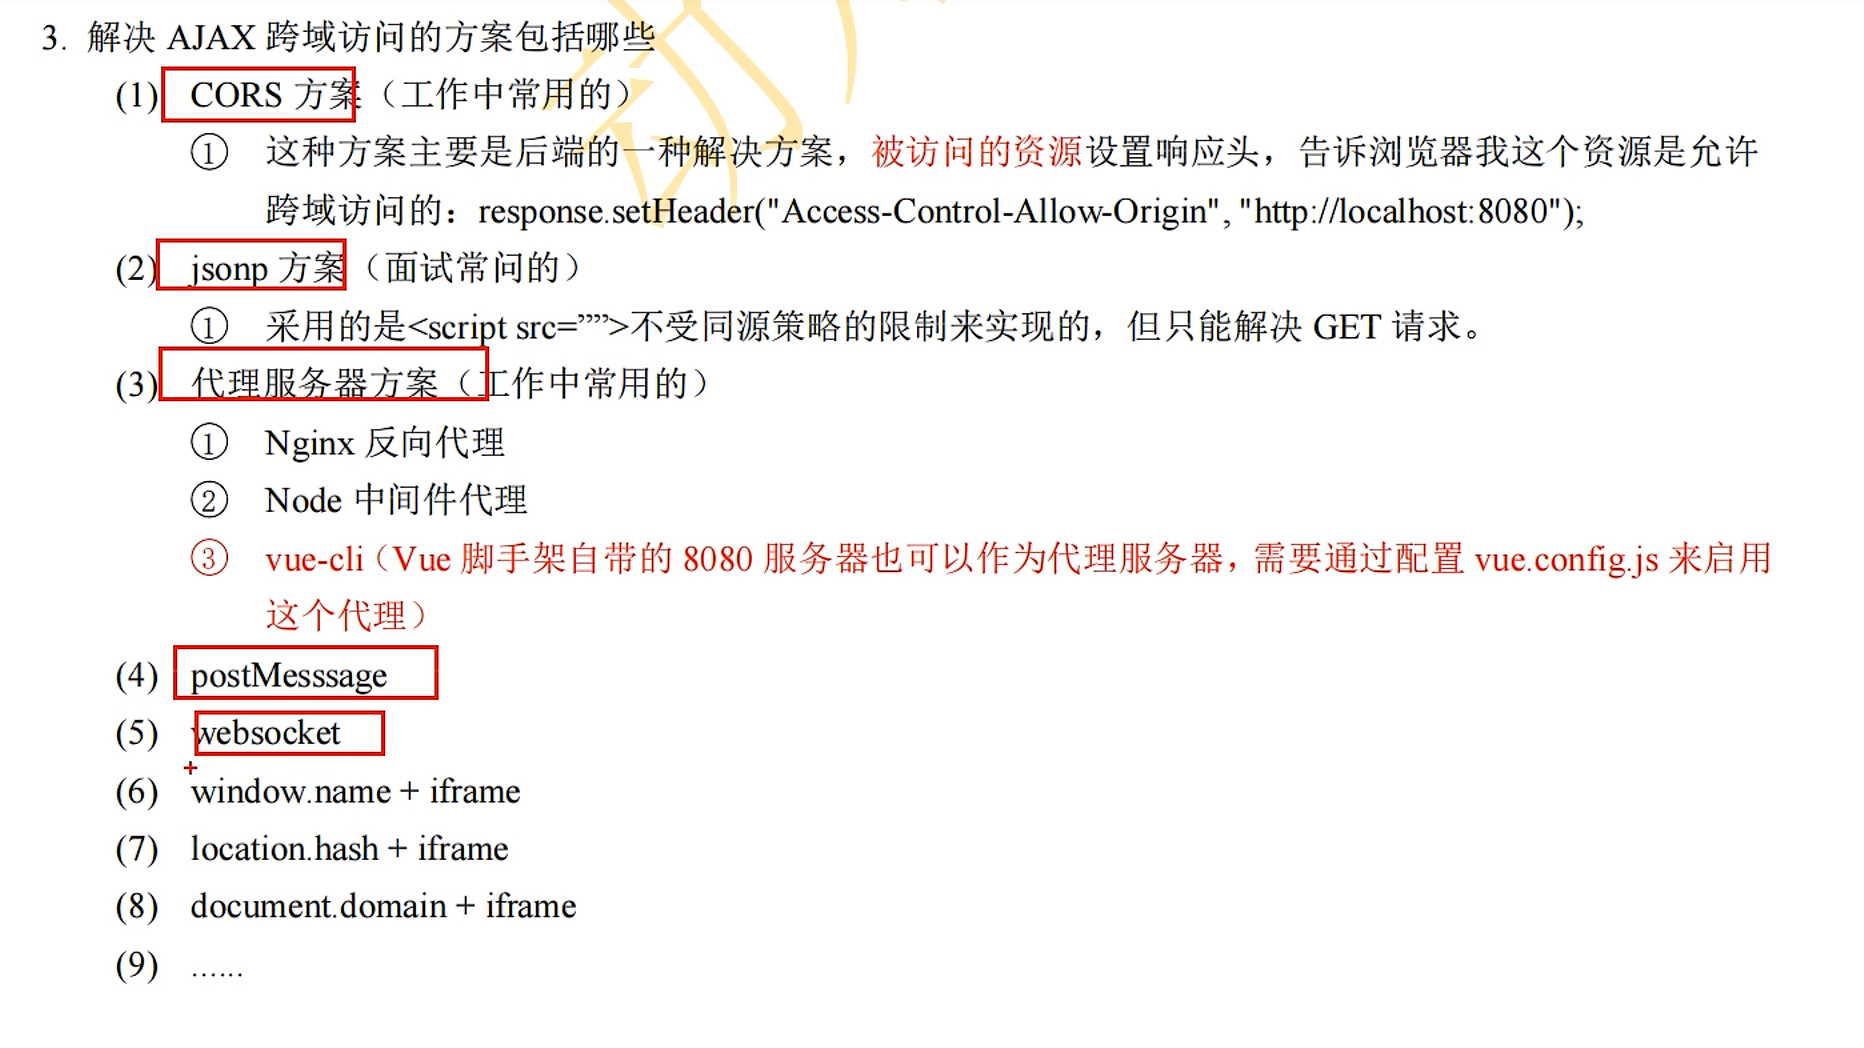 3. 解决 AJAX 跨域访问的方案包括哪些
(1) CORS 方案（工作中常用的）
① 这种方案主要是后端的一种解决方案，被访问的资源设置响应头，告诉浏览器我这个资源是允许
跨域访问的：response.setHeader("Access-Control-Allow-Origin", "http://localhost:8080");
(2) jsonp 方案（面试常问的）
① 采用的是<script src=””>不受同源策略的限制来实现的，但只能解决 GET 请求。
(3) 代理服务器方案（工作中常用的）
① Nginx 反向代理
② Node 中间件代理
③ vue-cli（Vue 脚手架自带的 8080 服务器也可以作为代理服务器，需要通过配置 vue.config.js 来启用
这个代理）
(4) postMesssage
(5) websocket
(6) window.name + iframe
(7) location.hash + iframe
(8) document.domain + iframe
(9) ......